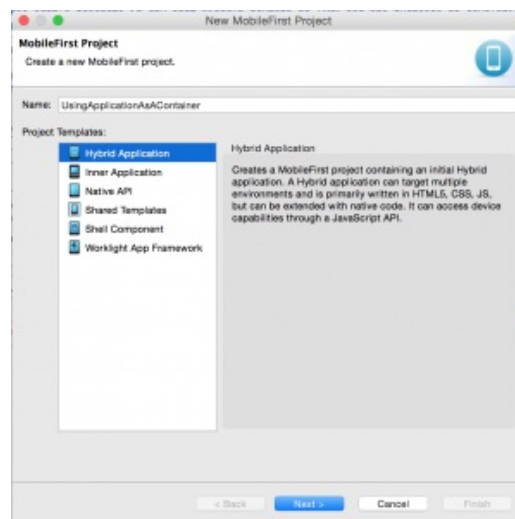 New MobileFirst Project
MobileFirst Project
Create a new MobileFirst project.
Name: UsingApplicationAsAContainer
Project Templates:
Hybrid Application
Inner Application
Native API
Shared Templates
Shell Component
Worklight App Framework
Hybrid Application
Creates a MobileFirst project containing an initial Hybrid
application. A Hybrid application can target multiple
environments and is primarily written in HTML5, CSS, JS,
but can be extended with native code. It can access device
capabilities through a JavaScript API.
< Back
Next >
Cancel
Finish